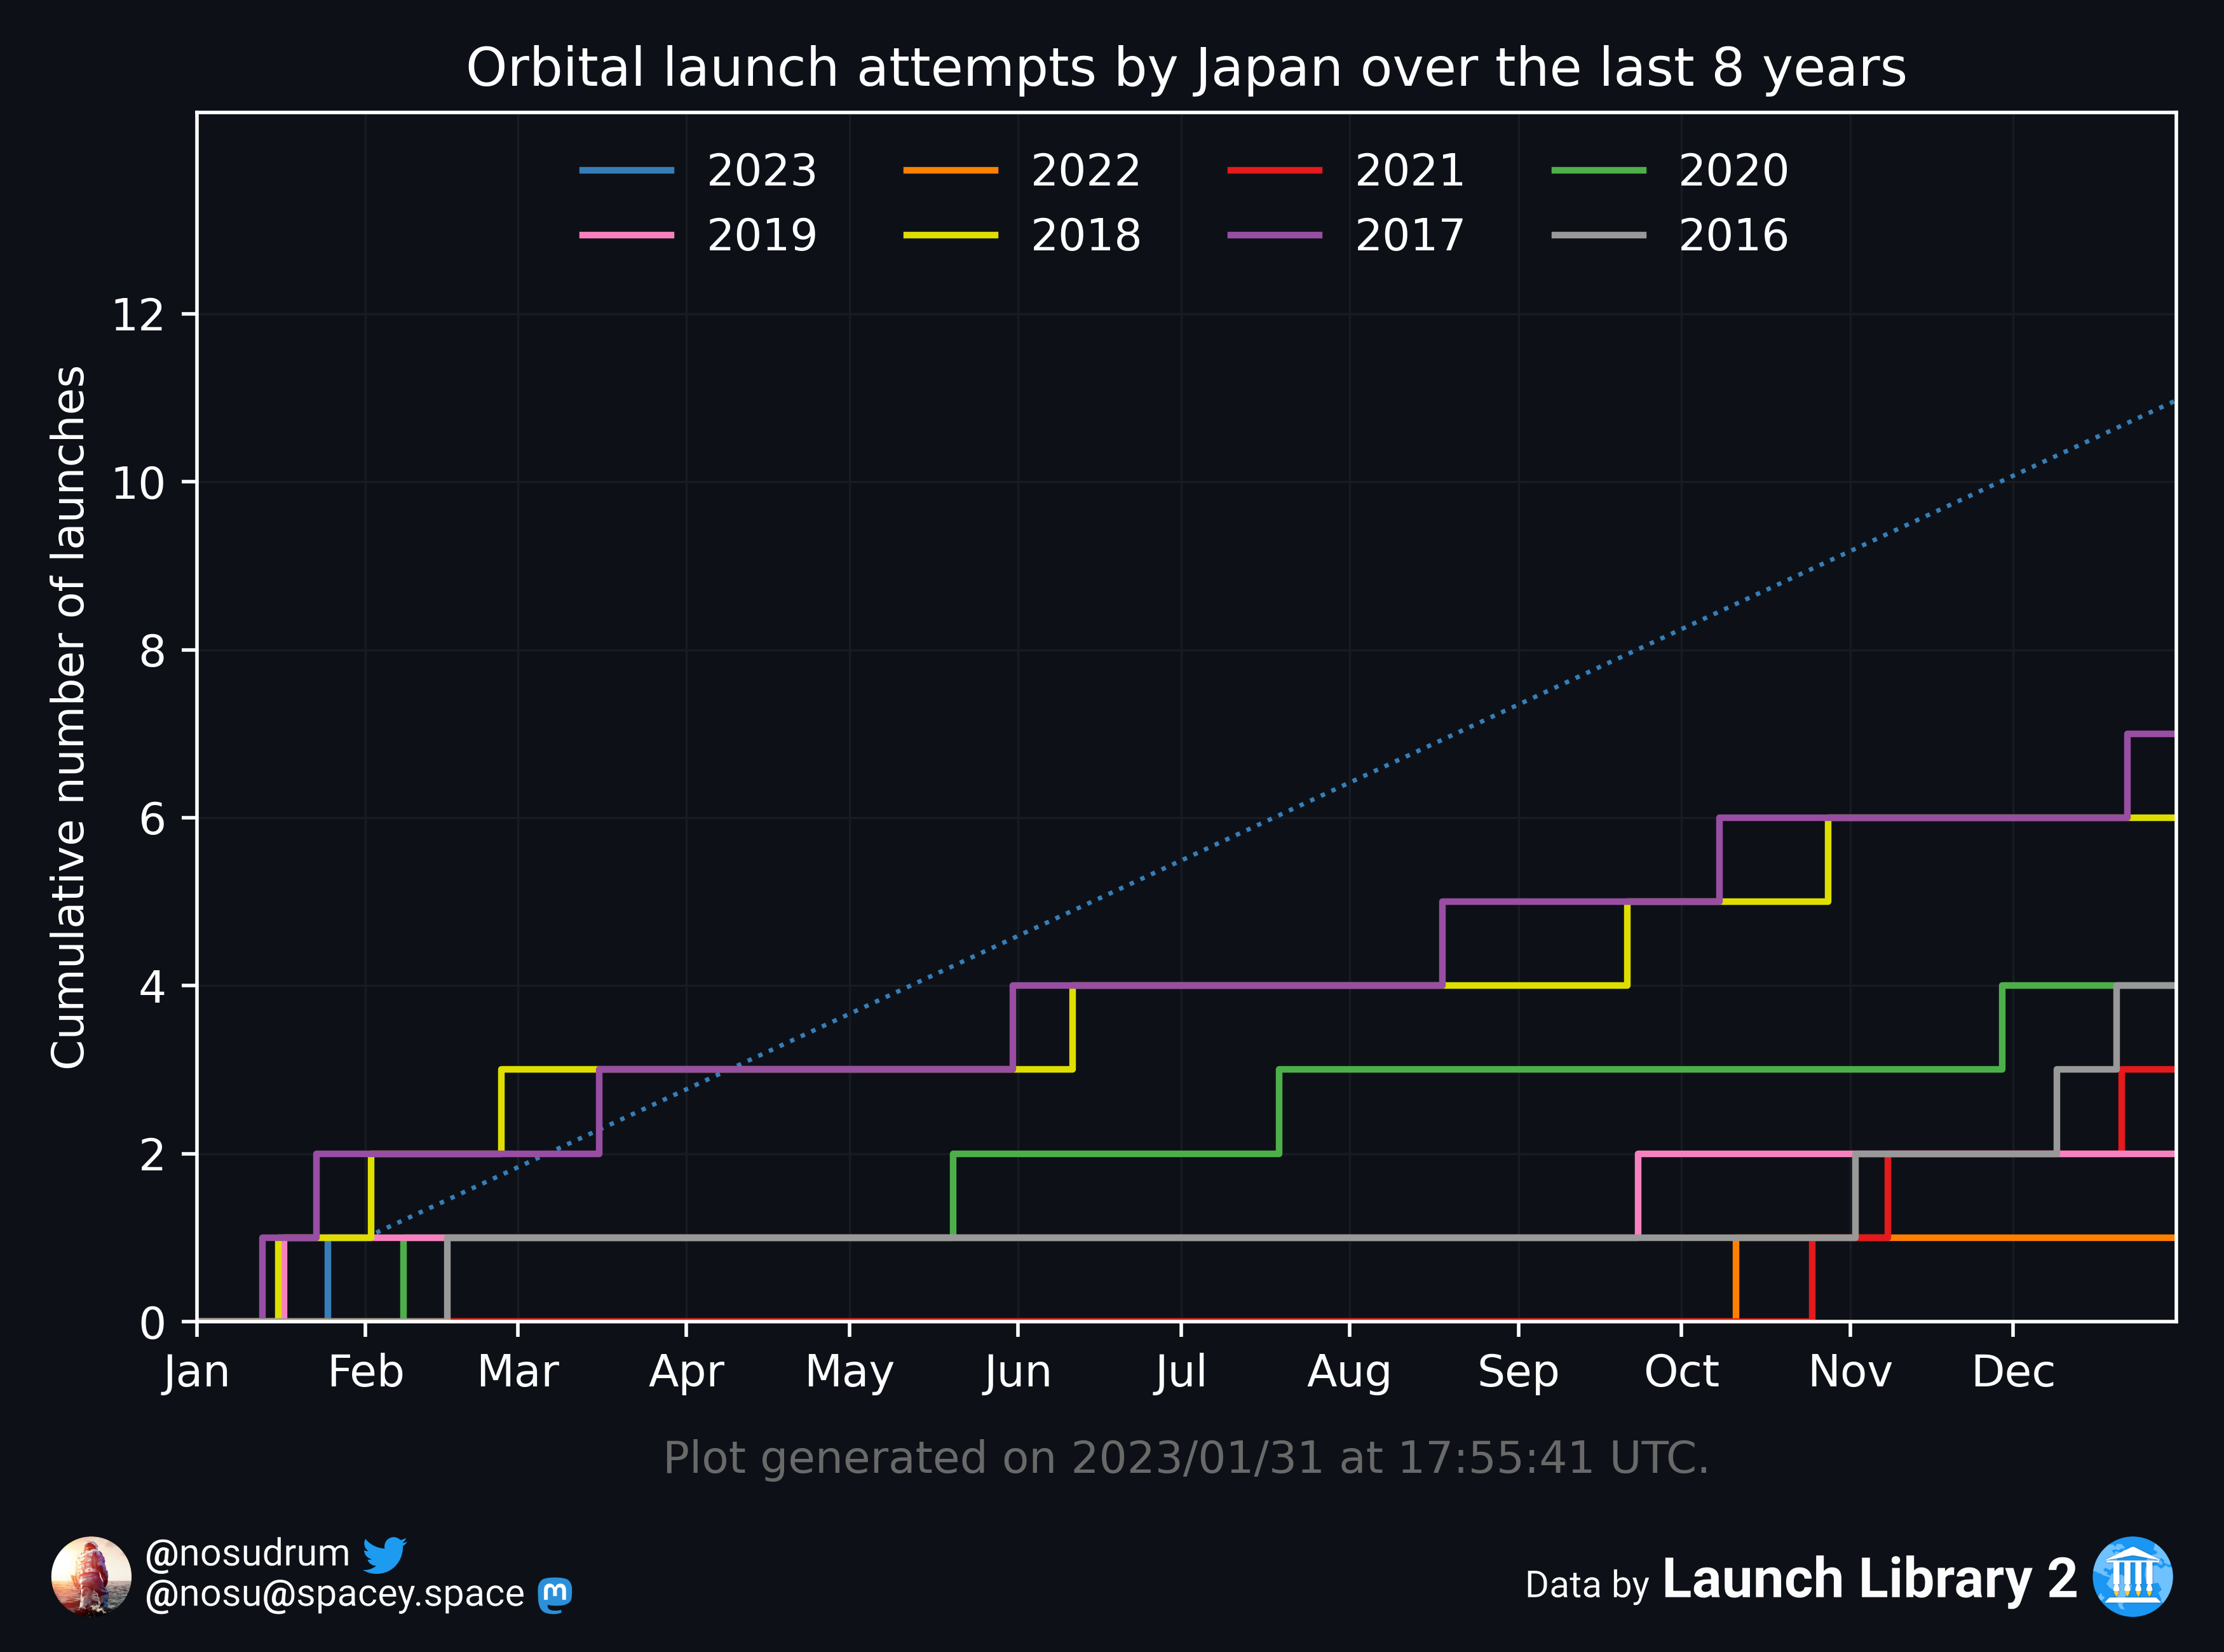 Orbital launch attempts by Japan over the last 8 years
2023 2022 2021 2020
2019 2018 2017 2016
Cumulative number of launches
12
10
8
6
4
2
0
Jan Feb Mar Apr May Jun Jul Aug Sep Oct Nov Dec
Plot generated on 2023/01/31 at 17:55:41 UTC.
@nosudrum
@nosu@spacey.space
Data by Launch Library 2